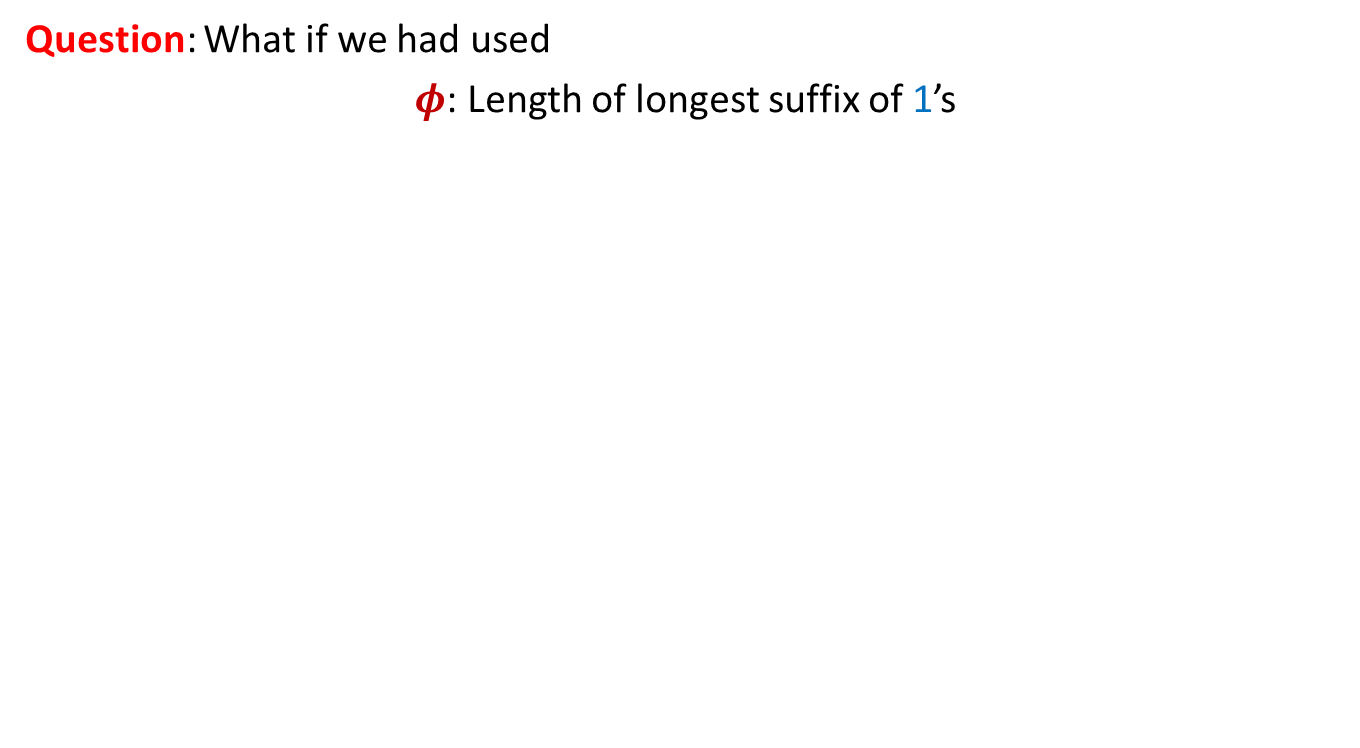 Question: What if we had used
𝝓: Length of longest suffix of 1’s